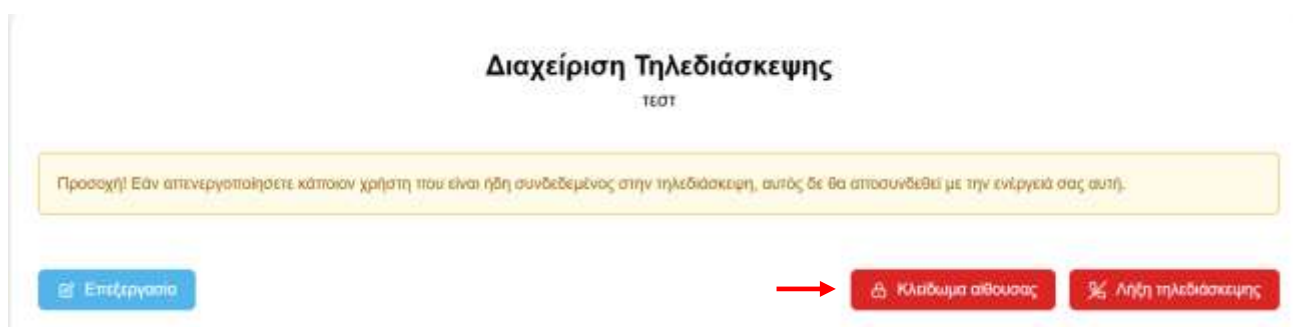 Διαχείριση Τηλεδιάσκεψης
τεστ
Προσοχή! Εάν απενεργοποιήσετε κάποιον χρήστη που είναι ήδη συνδεδεμένος στην τηλεδιάσκεψη, αυτός δε θα αποσυνδεθεί με την ενέργειά σας αυτή.
Επεξεργασία
Κλείδωμα αίθουσας
Λήξη τηλεδιάσκεψης